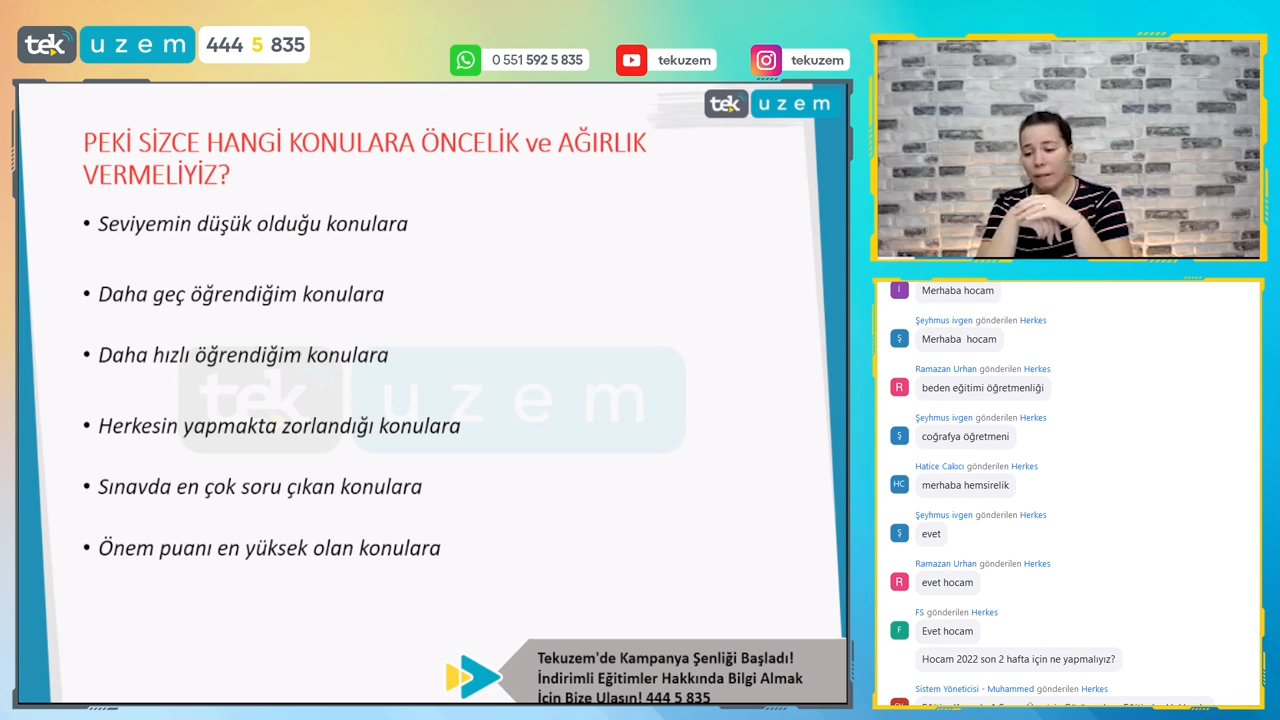 tek uzem 444 5 835
0 551 592 5 835
tekuzem
tekuzem
tek uzem
PEKİ SİZCE HANGİ KONULARA ÖNCELİK ve AĞIRLIK
VERMELİYİZ?
• Seviyemin düşük olduğu konulara
• Daha geç öğrendiğim konulara
• Daha hızlı öğrendiğim konulara
• Herkesin yapmakta zorlandığı konulara
• Sınavda en çok soru çıkan konulara
• Önem puanı en yüksek olan konulara
tek uzem
Tekuzem'de Kampanya Şenliği Başladı!
İndirimli Eğitimler Hakkında Bilgi Almak
İçin Bize Ulaşın! 444 5 835
I
Merhaba hocam
Şeyhmus ivgen gönderilen Herkes
Ş
Merhaba hocam
Ramazan Urhan gönderilen Herkes
R
beden eğitimi öğretmenliği
Şeyhmus ivgen gönderilen Herkes
Ş
coğrafya öğretmeni
Hatice Cakıcı gönderilen Herkes
HC
merhaba hemsirelik
Şeyhmus ivgen gönderilen Herkes
Ş
evet
Ramazan Urhan gönderilen Herkes
R
evet hocam
FS gönderilen Herkes
F
Evet hocam
Hocam 2022 son 2 hafta için ne yapmalıyız?
Sistem Yöneticisi - Muhammed gönderilen Herkes